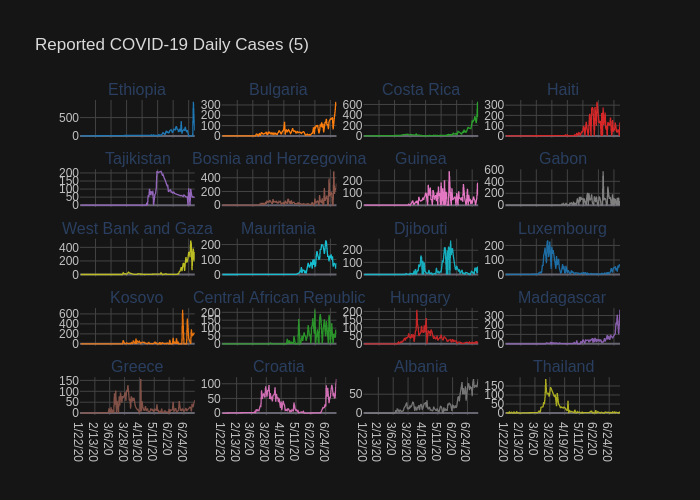 Reported COVID-19 Daily Cases (5)
Ethiopia Bulgaria Costa Rica Haiti
500 0 300 200 100 0 600 400 200 0 300 200 100 0
Tajikistan Bosnia and Herzegovina Guinea Gabon
200 150 100 50 0 400 200 0 200 100 0 600 400 200 0
West Bank and Gaza Mauritania Djibouti Luxembourg
400 200 0 200 100 0 200 100 0 200 100 0
Kosovo Central African Republic Hungary Madagascar
600 400 200 0 200 150 100 50 0 200 150 100 50 0 300 200 100 0
Greece Croatia Albania Thailand
150 100 50 0 100 50 0 50 0 150 100 50 0
1/22/20 2/13/20 3/6/20 3/28/20 4/19/20 5/11/20 6/2/20 6/24/20 1/22/20 2/13/20 3/6/20 3/28/20 4/19/20 5/11/20 6/2/20 6/24/20 1/22/20 2/13/20 3/6/20 3/28/20 4/19/20 5/11/20 6/2/20 6/24/20 1/22/20 2/13/20 3/6/20 3/28/20 4/19/20 5/11/20 6/2/20 6/24/20